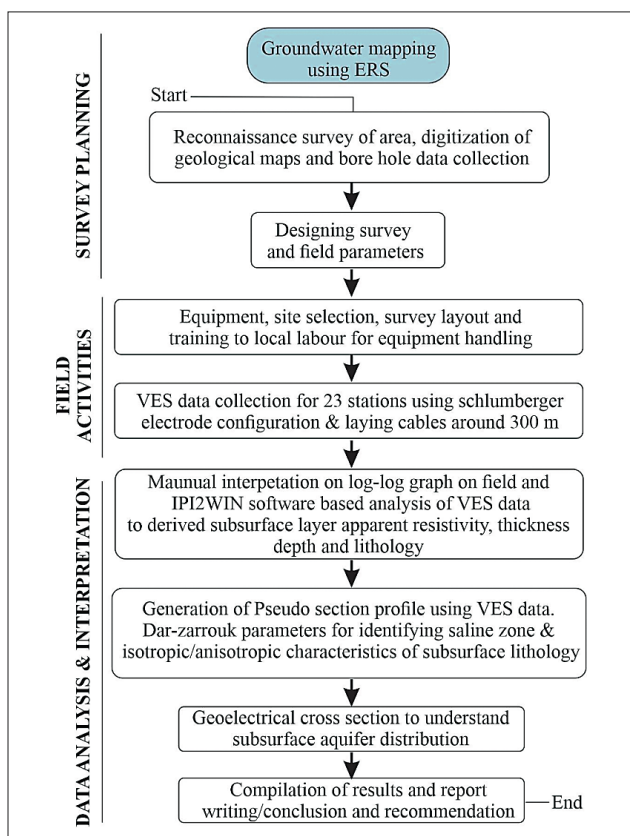 Groundwater mapping
using ERS
Start
SURVEY PLANNING
Reconnaissance survey of area, digitization of
geological maps and bore hole data collection
Designing survey
and field parameters
FIELD
ACTIVITIES
Equipment, site selection, survey layout and
training to local labour for equipment handling
VES data collection for 23 stations using schlumberger
electrode configuration & laying cables around 300 m
DATA ANALYSIS & INTERPRETATION
Maunual interpetation on log-log graph on field and
IPI2WIN software based analysis of VES data
to derived subsurface layer apparent resistivity, thickness
depth and lithology
Generation of Pseudo section profile using VES data.
Dar-zarrouk parameters for identifying saline zone &
isotropic/anisotropic characteristics of subsurface lithology
Geoelectrical cross section to understand
subsurface aquifer distribution
Compilation of results and report
writing/conclusion and recommendation
End